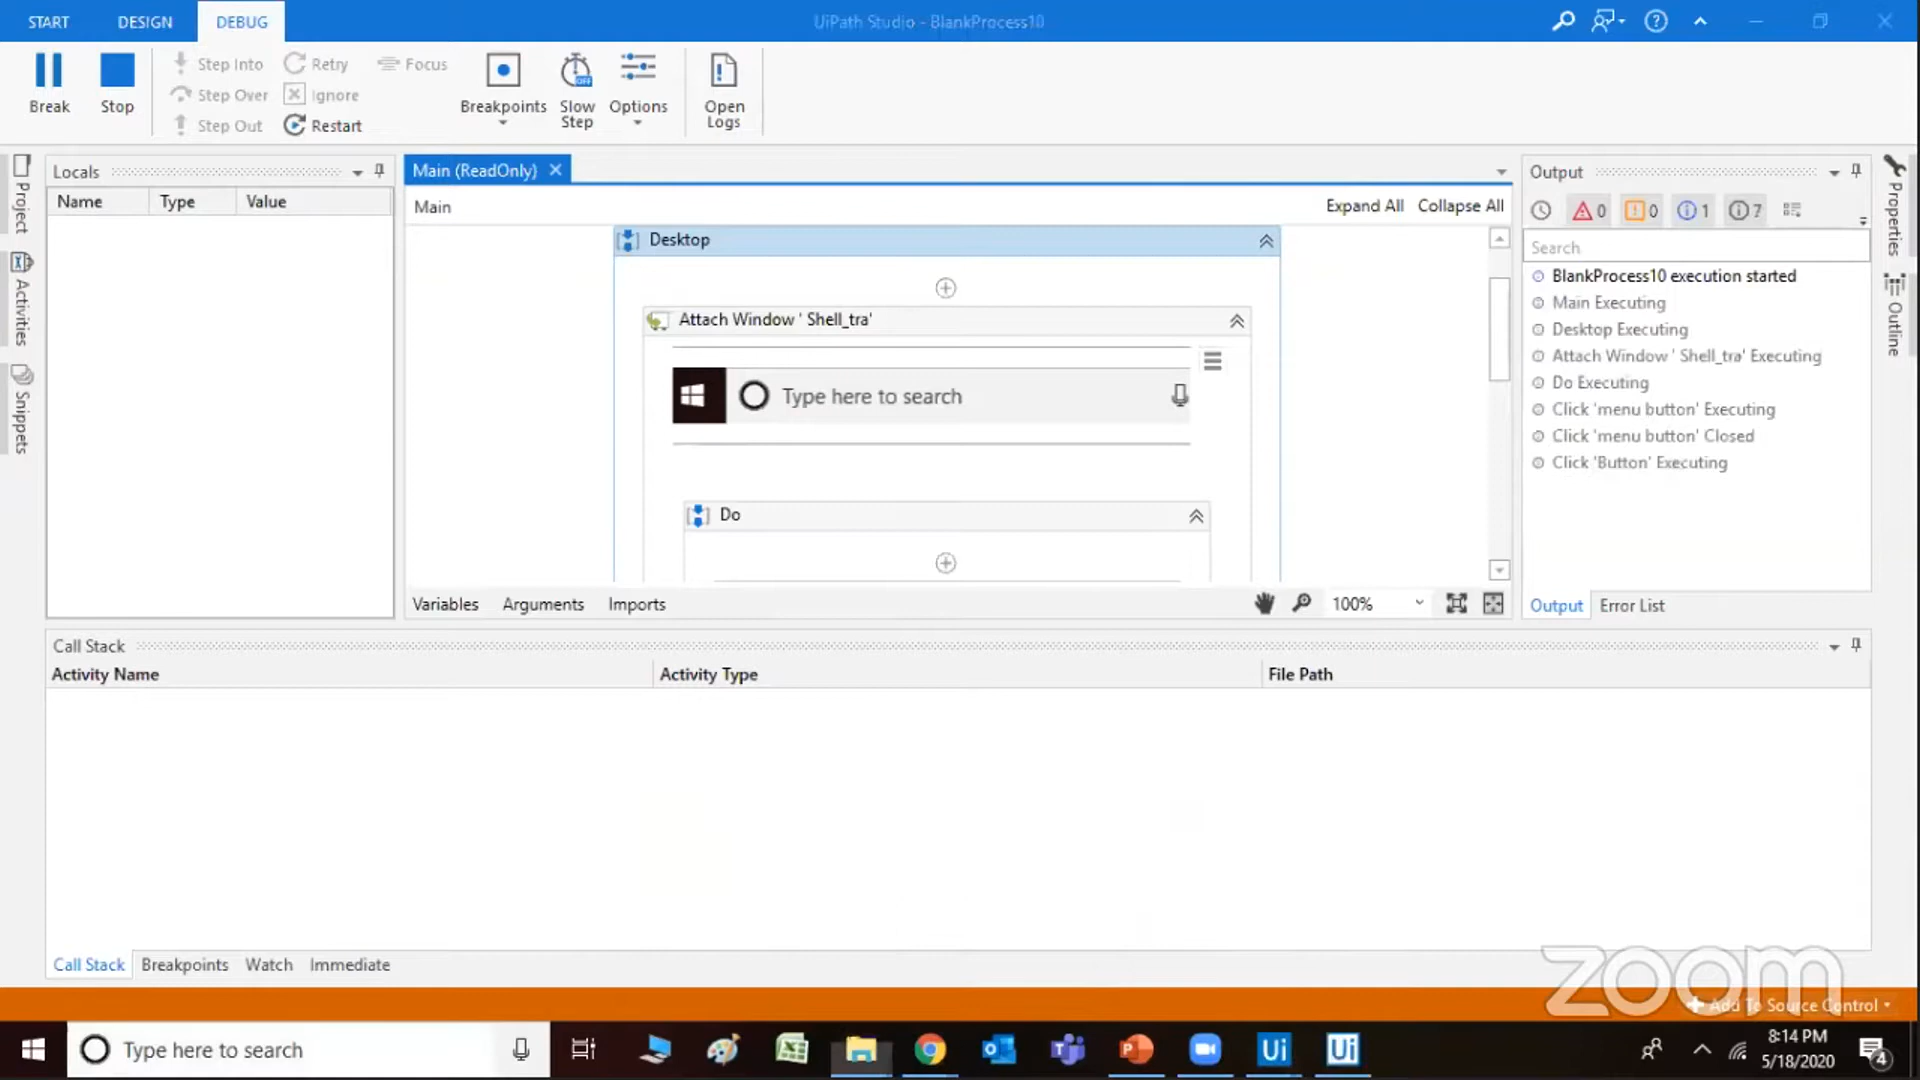 START
DESIGN
DEBUG
UiPath Studio - BlankProcess10
Break
Stop
Step Into
Step Over
Step Out
Retry
Ignore
Restart
Focus
Breakpoints
Slow
Step
OFF
Options
Open
Logs
Project
Activities
Snippets
Locals
Name
Type
Value
Main (ReadOnly)
Main
Expand All
Collapse All
Desktop
Attach Window ' Shell_tra'
Type here to search
Do
Variables
Arguments
Imports
100%
Output
0
0
1
7
Search
BlankProcess10 execution started
Main Executing
Desktop Executing
Attach Window ' Shell_tra' Executing
Do Executing
Click 'menu button' Executing
Click 'menu button' Closed
Click 'Button' Executing
Output
Error List
Properties
Outline
Call Stack
Activity Name
Activity Type
File Path
Call Stack
Breakpoints
Watch
Immediate
zoom
Add To Source Control
Type here to search
Ui
Ui
8:14 PM
5/18/2020
4